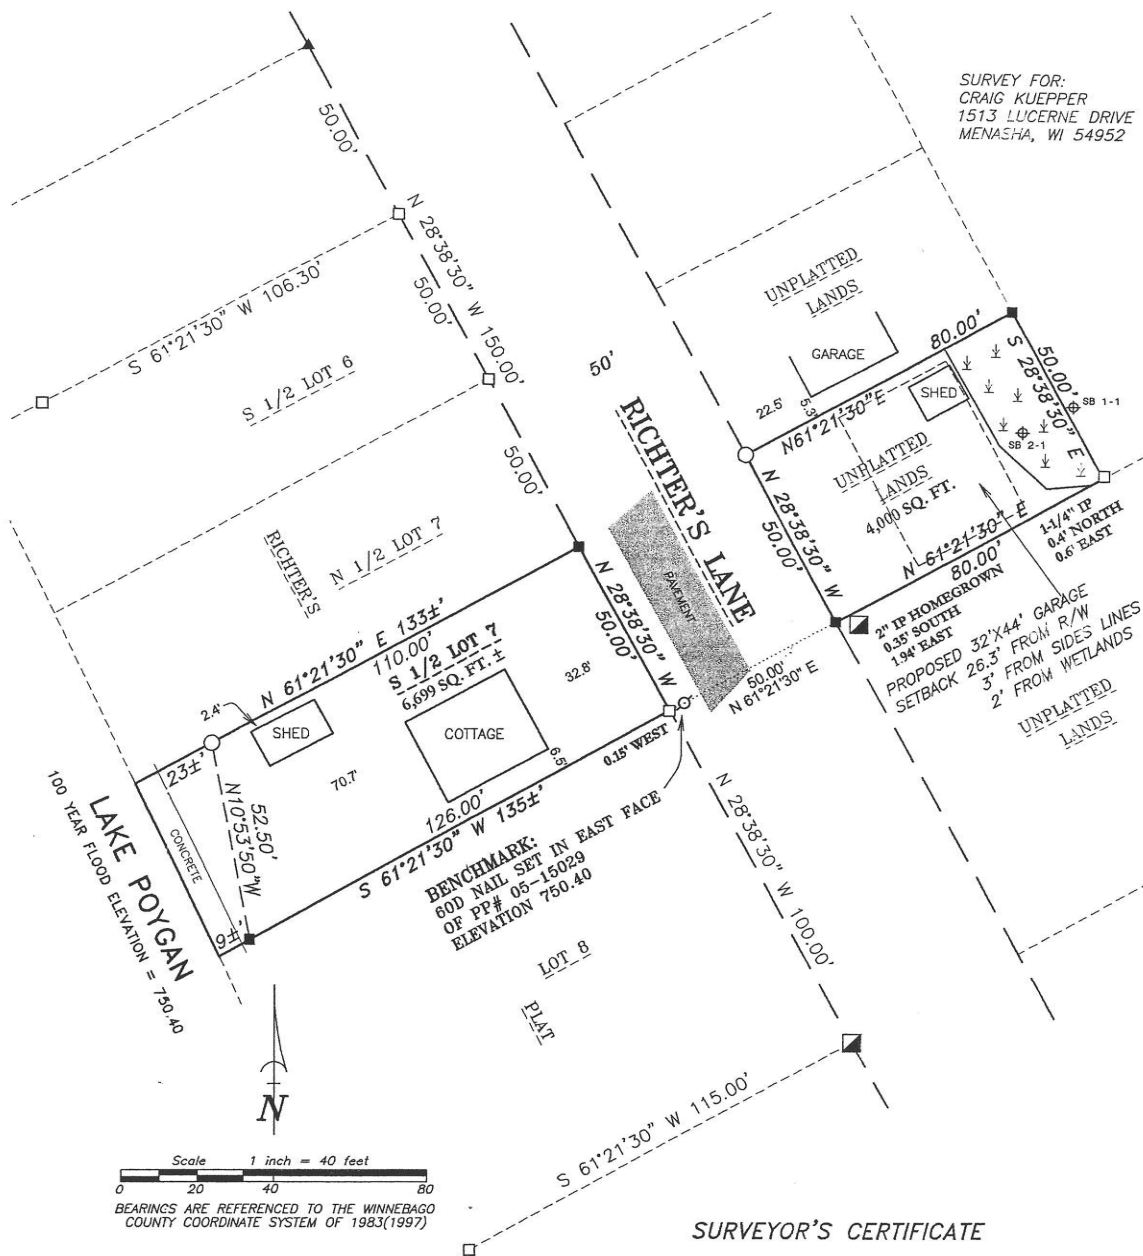 SURVEY FOR:
CRAIG KUEPPER
1513 LUCERNE DRIVE
MENASHA, WI 54952
50.00'
N 28°38'30" W 150.00'
S 61°21'30" W 106.30'
50.00'
S 1/2 LOT 6
50'
RICHTER'S LANE
UNPLATTED
LANDS
GARAGE
22.5'
5.3'
80.00'
N61°21'30"E
SHED
50.00'
S 28°38'30" E
SB 1-1
SB 2-1
UNPLATTED
LANDS
4,000 SQ. FT.
N 28°38'30" W
50.00'
N 61°21'30" E
80.00'
1-1/4" IP
0.4' NORTH
0.6' EAST
2" IP HOMEGROWN
0.35' SOUTH
1.94' EAST
PROPOSED 32'X44' GARAGE
SETBACK 26.3' FROM R/W
3' FROM SIDES LINES
2' FROM WETLANDS
UNPLATTED
LANDS
50.00'
RICHTER'S
N 1/2 LOT 7
PAVEMENT
N 28°38'30" W
50.00'
50.00'
N 61°21'30" E
N 61°21'30" E 133±'
110.00'
S 1/2 LOT 7
6,699 SQ. FT. ±
32.8'
2.4'
SHED
COTTAGE
6.5'
70.7'
0.15' WEST
23±'
52.50'
N10°53'50"W
CONCRETE
9±'
126.00'
S 61°21'30" W 135±'
LAKE POYGAN
100 YEAR FLOOD ELEVATION = 750.40
BENCHMARK:
60D NAIL SET IN EAST FACE
OF PP# 05-15029
ELEVATION 750.40
N 28°38'30" W 100.00'
LOT 8
PLAT
S 61°21'30" W 115.00'
N
Scale 1 inch = 40 feet
0 20 40 80
BEARINGS ARE REFERENCED TO THE WINNEBAGO
COUNTY COORDINATE SYSTEM OF 1983(1997)
SURVEYOR'S CERTIFICATE